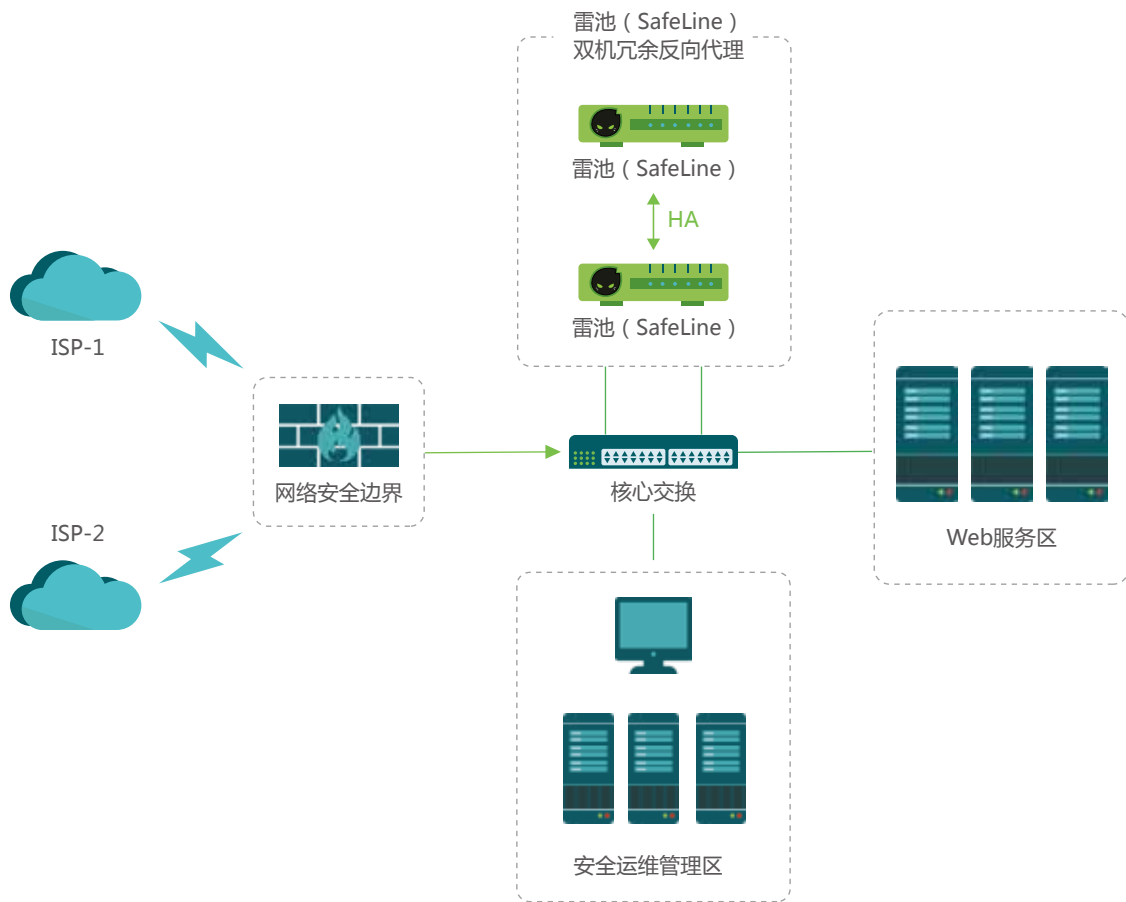 雷池（SafeLine）
双机冗余反向代理
雷池（SafeLine）
HA
雷池（SafeLine）
ISP-1
网络安全边界
核心交换
ISP-2
Web服务区
安全运维管理区